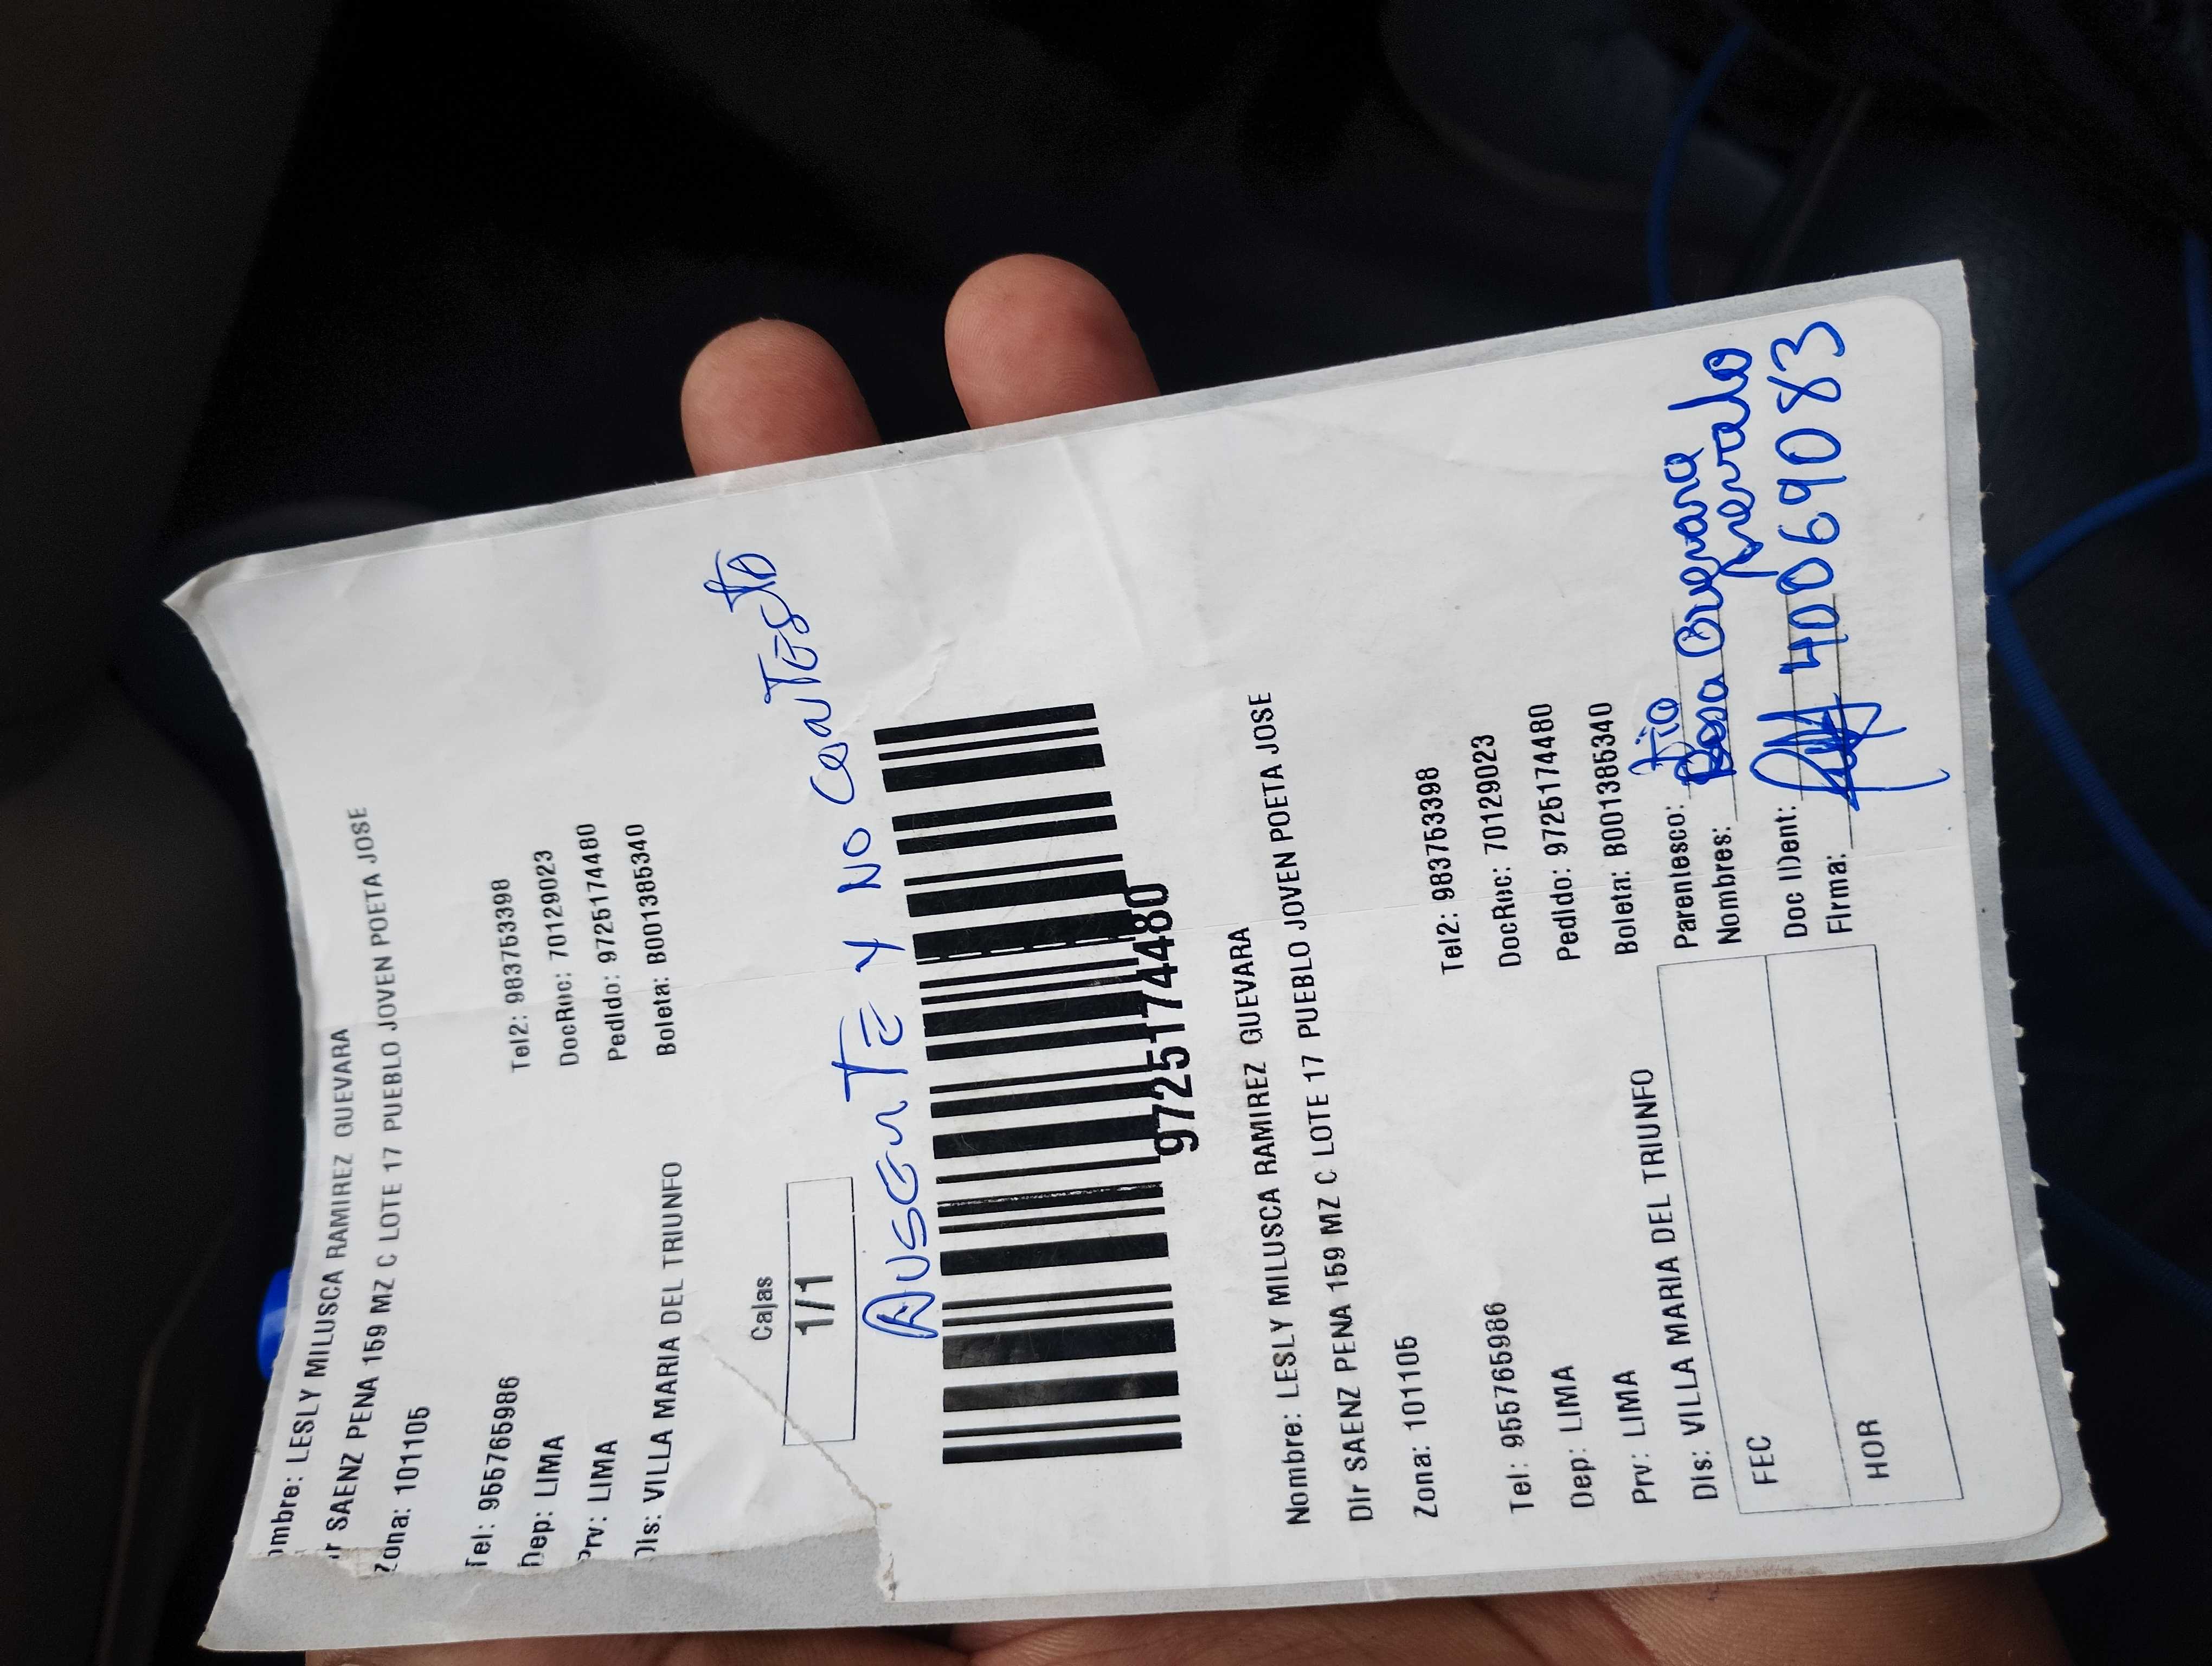 ombre: LESLY MILUSCA RAMIREZ GUEVARA
ir SAENZ PENA 159 MZ C LOTE 17 PUEBLO JOVEN POETA JOSE
Zona: 101105
Tel: 955765986 Tel2: 983753398
Dep: LIMA DocRuc: 70129023
Prv: LIMA Pedido: 9725174480
Dis: VILLA MARIA DEL TRIUNFO Boleta: B001385340
Cajas
1/1
AUSENTE Y NO CONTESTO
9725174480
Nombre: LESLY MILUSCA RAMIREZ GUEVARA
Dir SAENZ PENA 159 MZ C LOTE 17 PUEBLO JOVEN POETA JOSE
Zona: 101105
Tel: 955765986 Tel2: 983753398
Dep: LIMA DocRuc: 70129023
Prv: LIMA Pedido: 9725174480
Dis: VILLA MARIA DEL TRIUNFO Boleta: B001385340
FEC Parentesco: tio
Nombres: Rosa Guevara
Doc IDent: 40069083
HOR Firma: